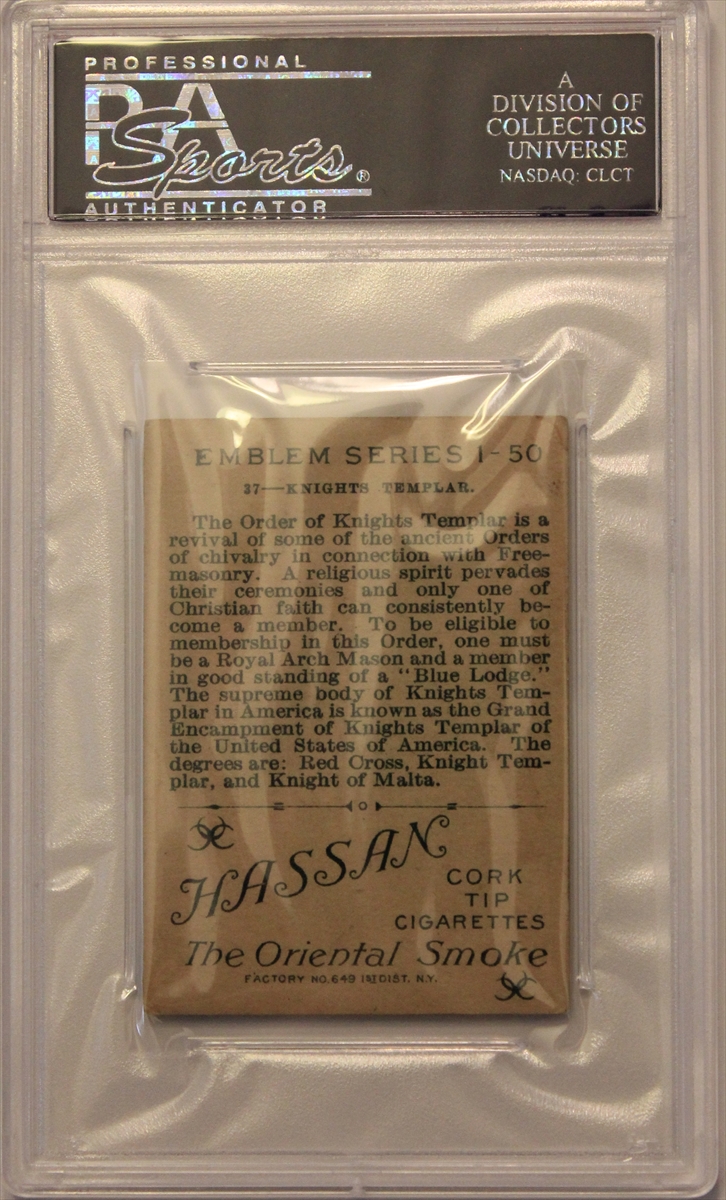 PROFESSIONAL
PSA
Sports®
AUTHENTICATOR
A
DIVISION OF
COLLECTORS
UNIVERSE
NASDAQ: CLCT
EMBLEM SERIES 1-50
37—KNIGHTS TEMPLAR.
The Order of Knights Templar is a
revival of some of the ancient Orders
of chivalry in connection with Free-
masonry. A religious spirit pervades
their ceremonies and only one of
Christian faith can consistently be-
come a member. To be eligible to
membership in this Order, one must
be a Royal Arch Mason and a member
in good standing of a "Blue Lodge."
The supreme body of Knights Tem-
plar in America is known as the Grand
Encampment of Knights Templar of
the United States of America. The
degrees are: Red Cross, Knight Tem-
plar, and Knight of Malta.
HASSAN
CORK
TIP
CIGARETTES
The Oriental Smoke
FACTORY NO. 649 1ST DIST. N.Y.